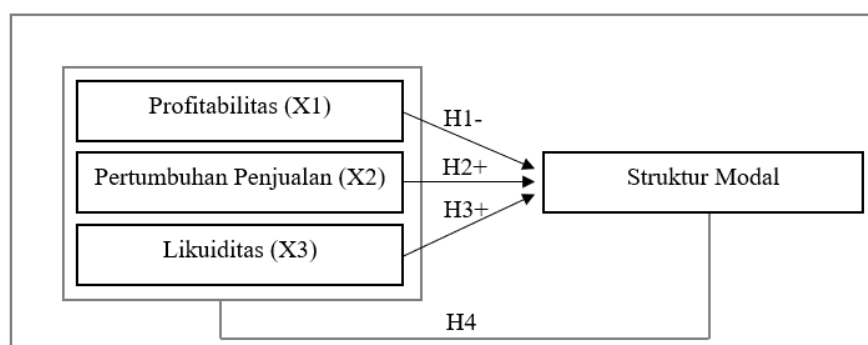 Profitabilitas (X1)
H1-
Pertumbuhan Penjualan (X2)
H2+
Struktur Modal
H3+
Likuiditas (X3)
H4